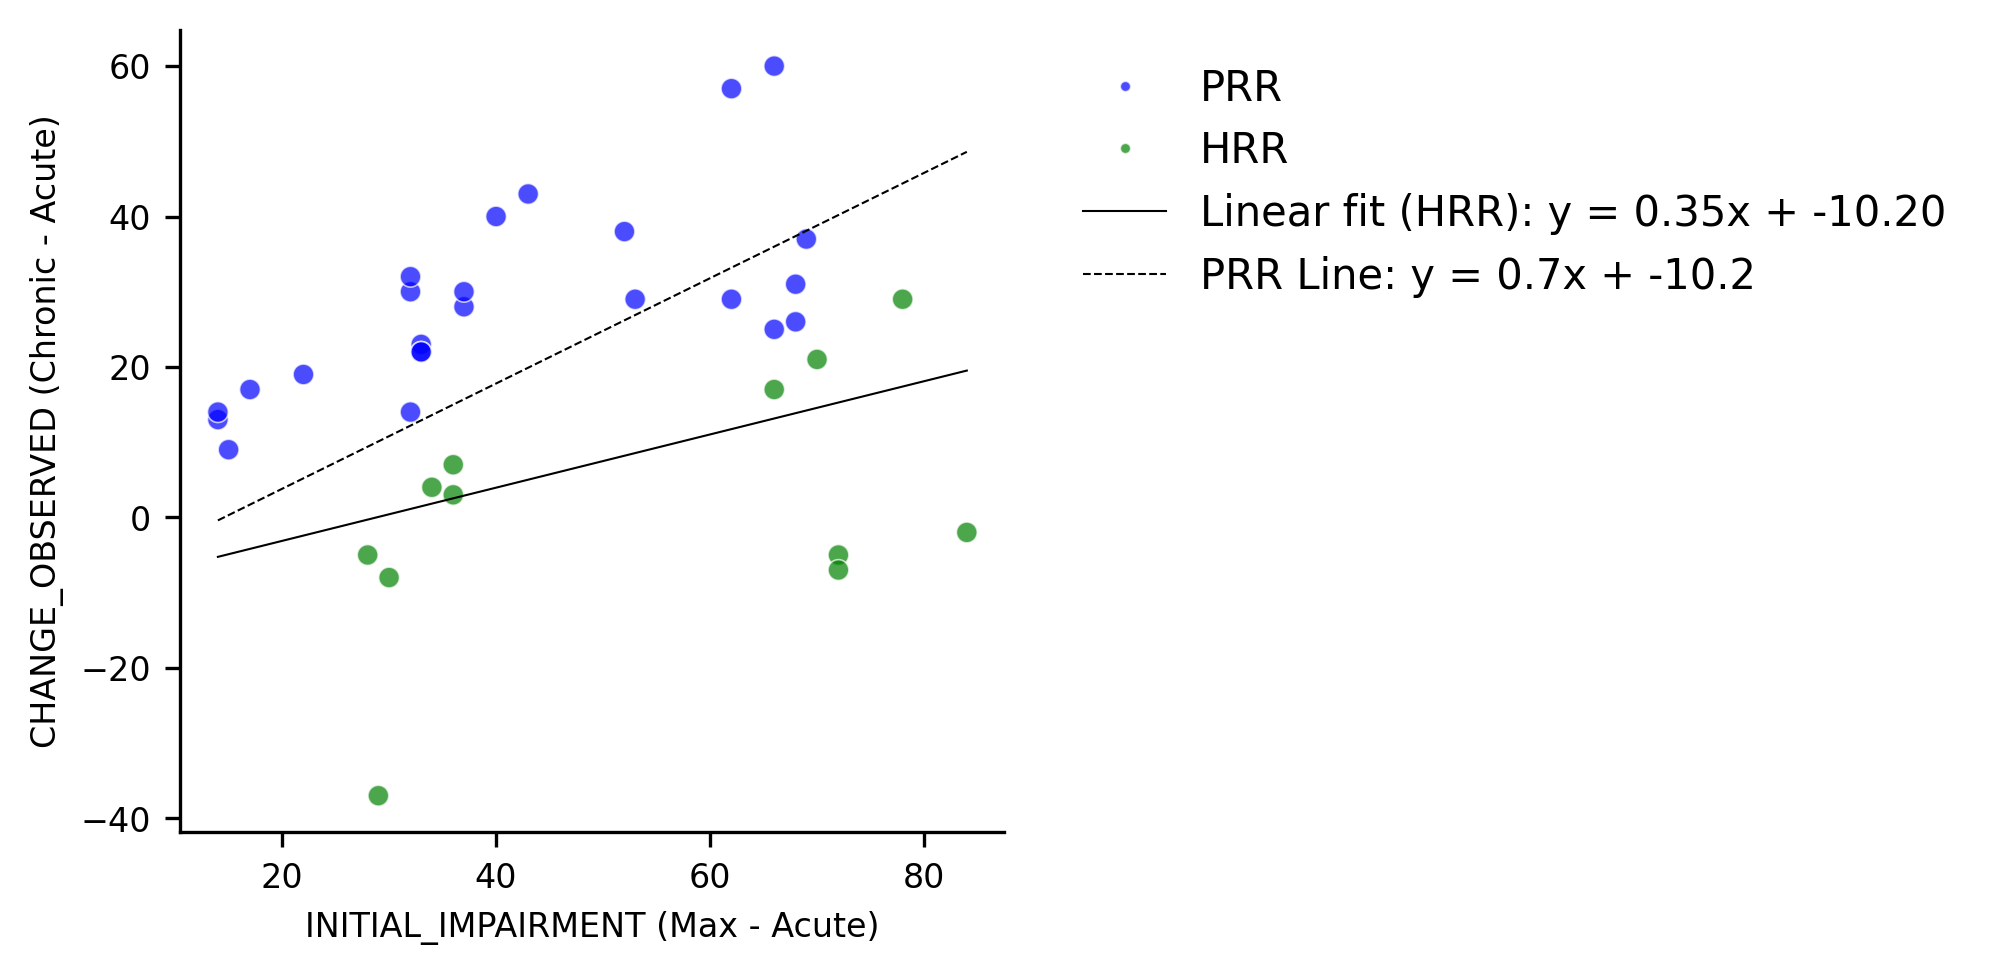 60
40
20
0
−20
−40
CHANGE_OBSERVED (Chronic - Acute)
20 40 60 80
INITIAL_IMPAIRMENT (Max - Acute)
PRR
HRR
Linear fit (HRR): y = 0.35x + -10.20
PRR Line: y = 0.7x + -10.2